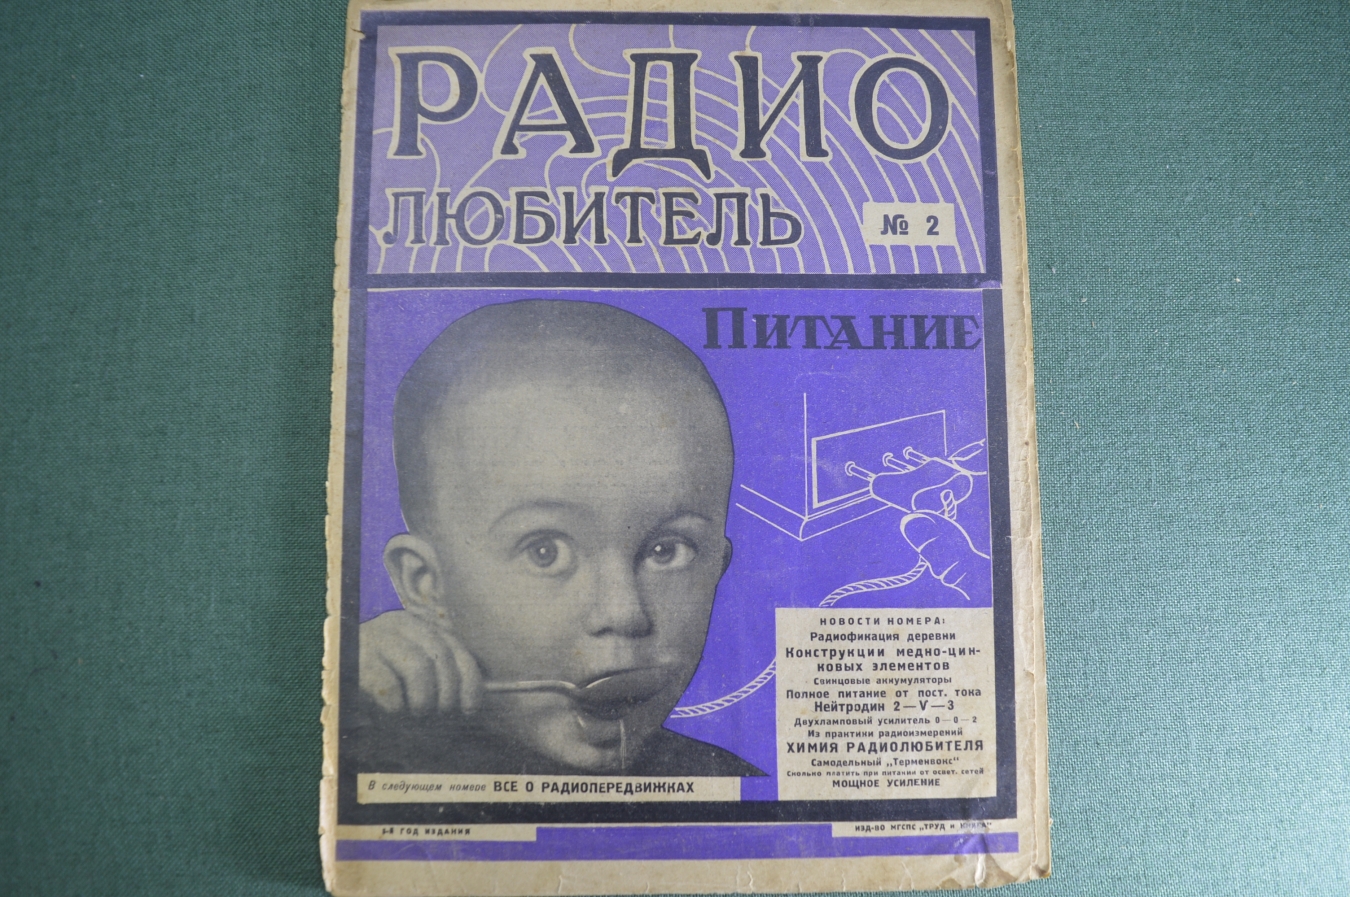 РАДИО
ЛЮБИТЕЛЬ
№ 2
ПИТАНИЕ
НОВОСТИ НОМЕРА:
Радиофикация деревни
Конструкции медно-цин-
ковых элементов
Свинцовые аккумуляторы
Полное питание от пост. тока
Нейтродин 2—V—3
Двухламповый усилитель 0—0—2
Из практики радиоизмерений
ХИМИЯ РАДИОЛЮБИТЕЛЯ
Самодельный „Терменвокс"
Сколько платить при питании от освет. сетей
МОЩНОЕ УСИЛЕНИЕ
В следующем номере ВСЕ О РАДИОПЕРЕДВИЖКАХ
ГОД ИЗДАНИЯ
ИЗД-ВО МГСПС „ТРУД и КНИГА"